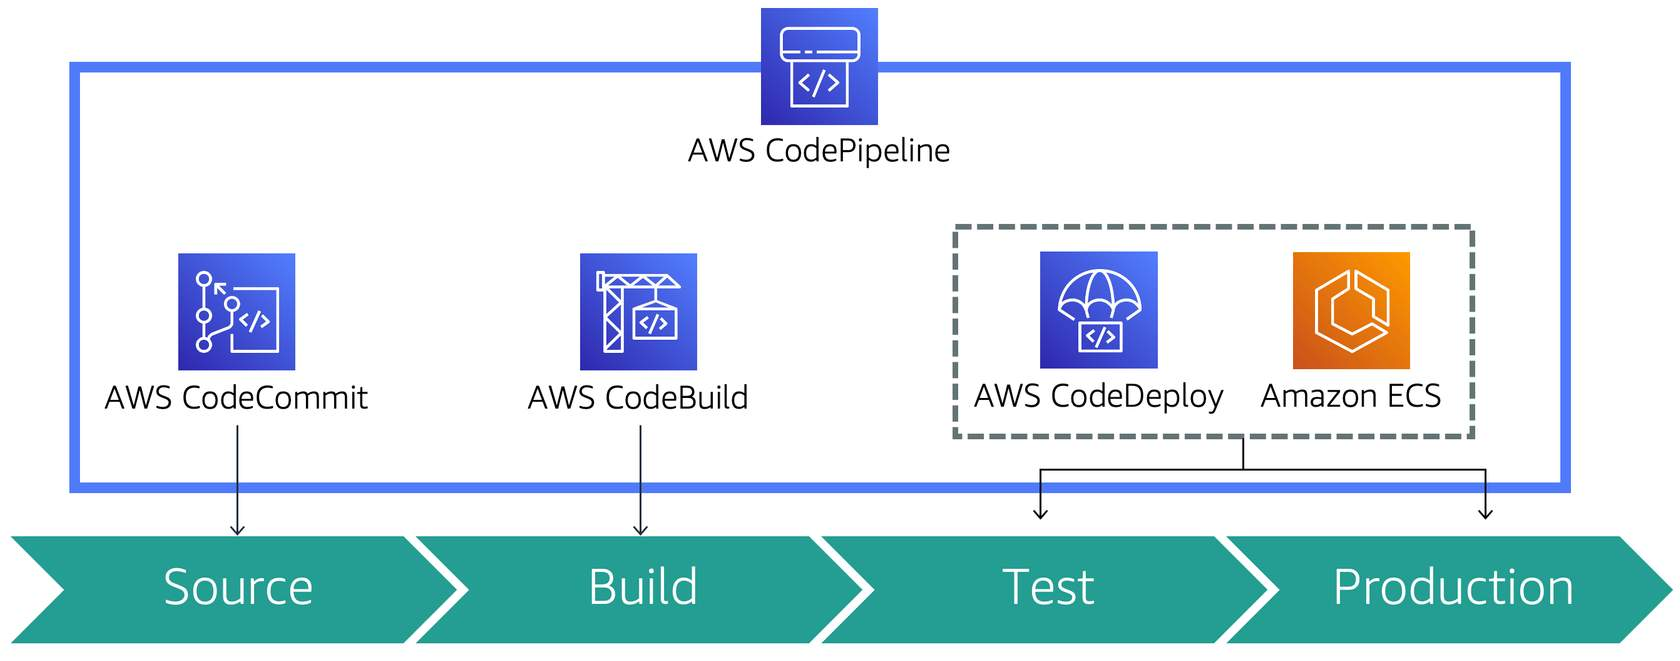 AWS CodePipeline
AWS CodeCommit
AWS CodeBuild
AWS CodeDeploy
Amazon ECS
Source
Build
Test
Production